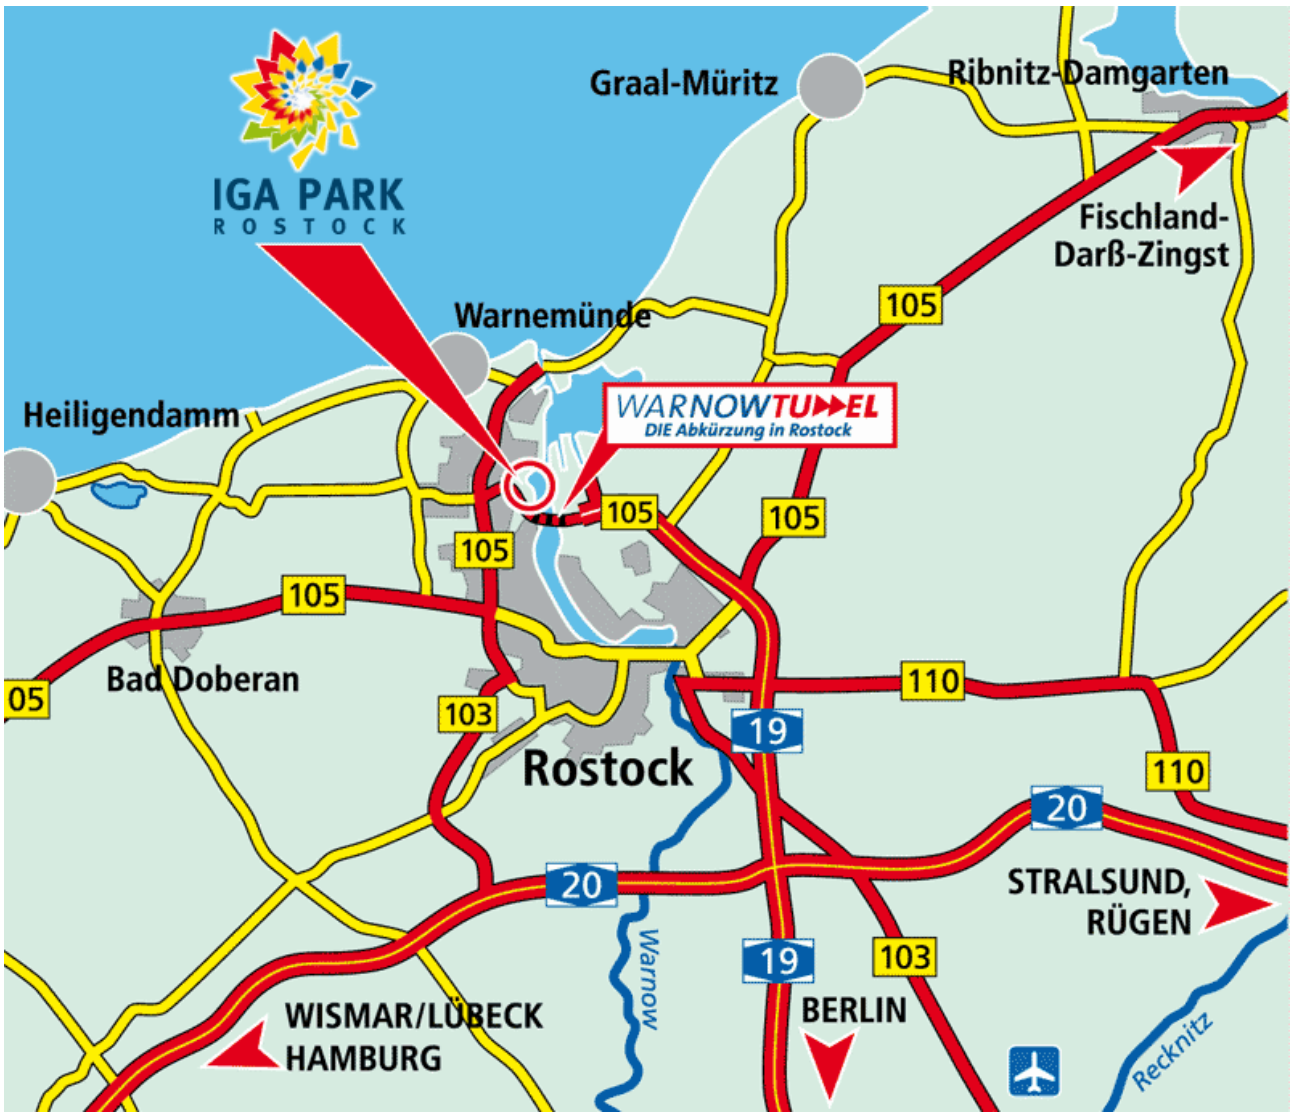 Graal-Müritz
Ribnitz-Damgarten
IGA PARK
ROSTOCK
Fischland-
Darß-Zingst
105
Warnemünde
Heiligendamm
WARNOWTUNNEL
DIE Abkürzung in Rostock
105
105
105
105
Bad Doberan
05
110
103
19
Rostock
110
20
20
STRALSUND,
RÜGEN
Warnow
19
103
WISMAR/LÜBECK
HAMBURG
BERLIN
Recknitz